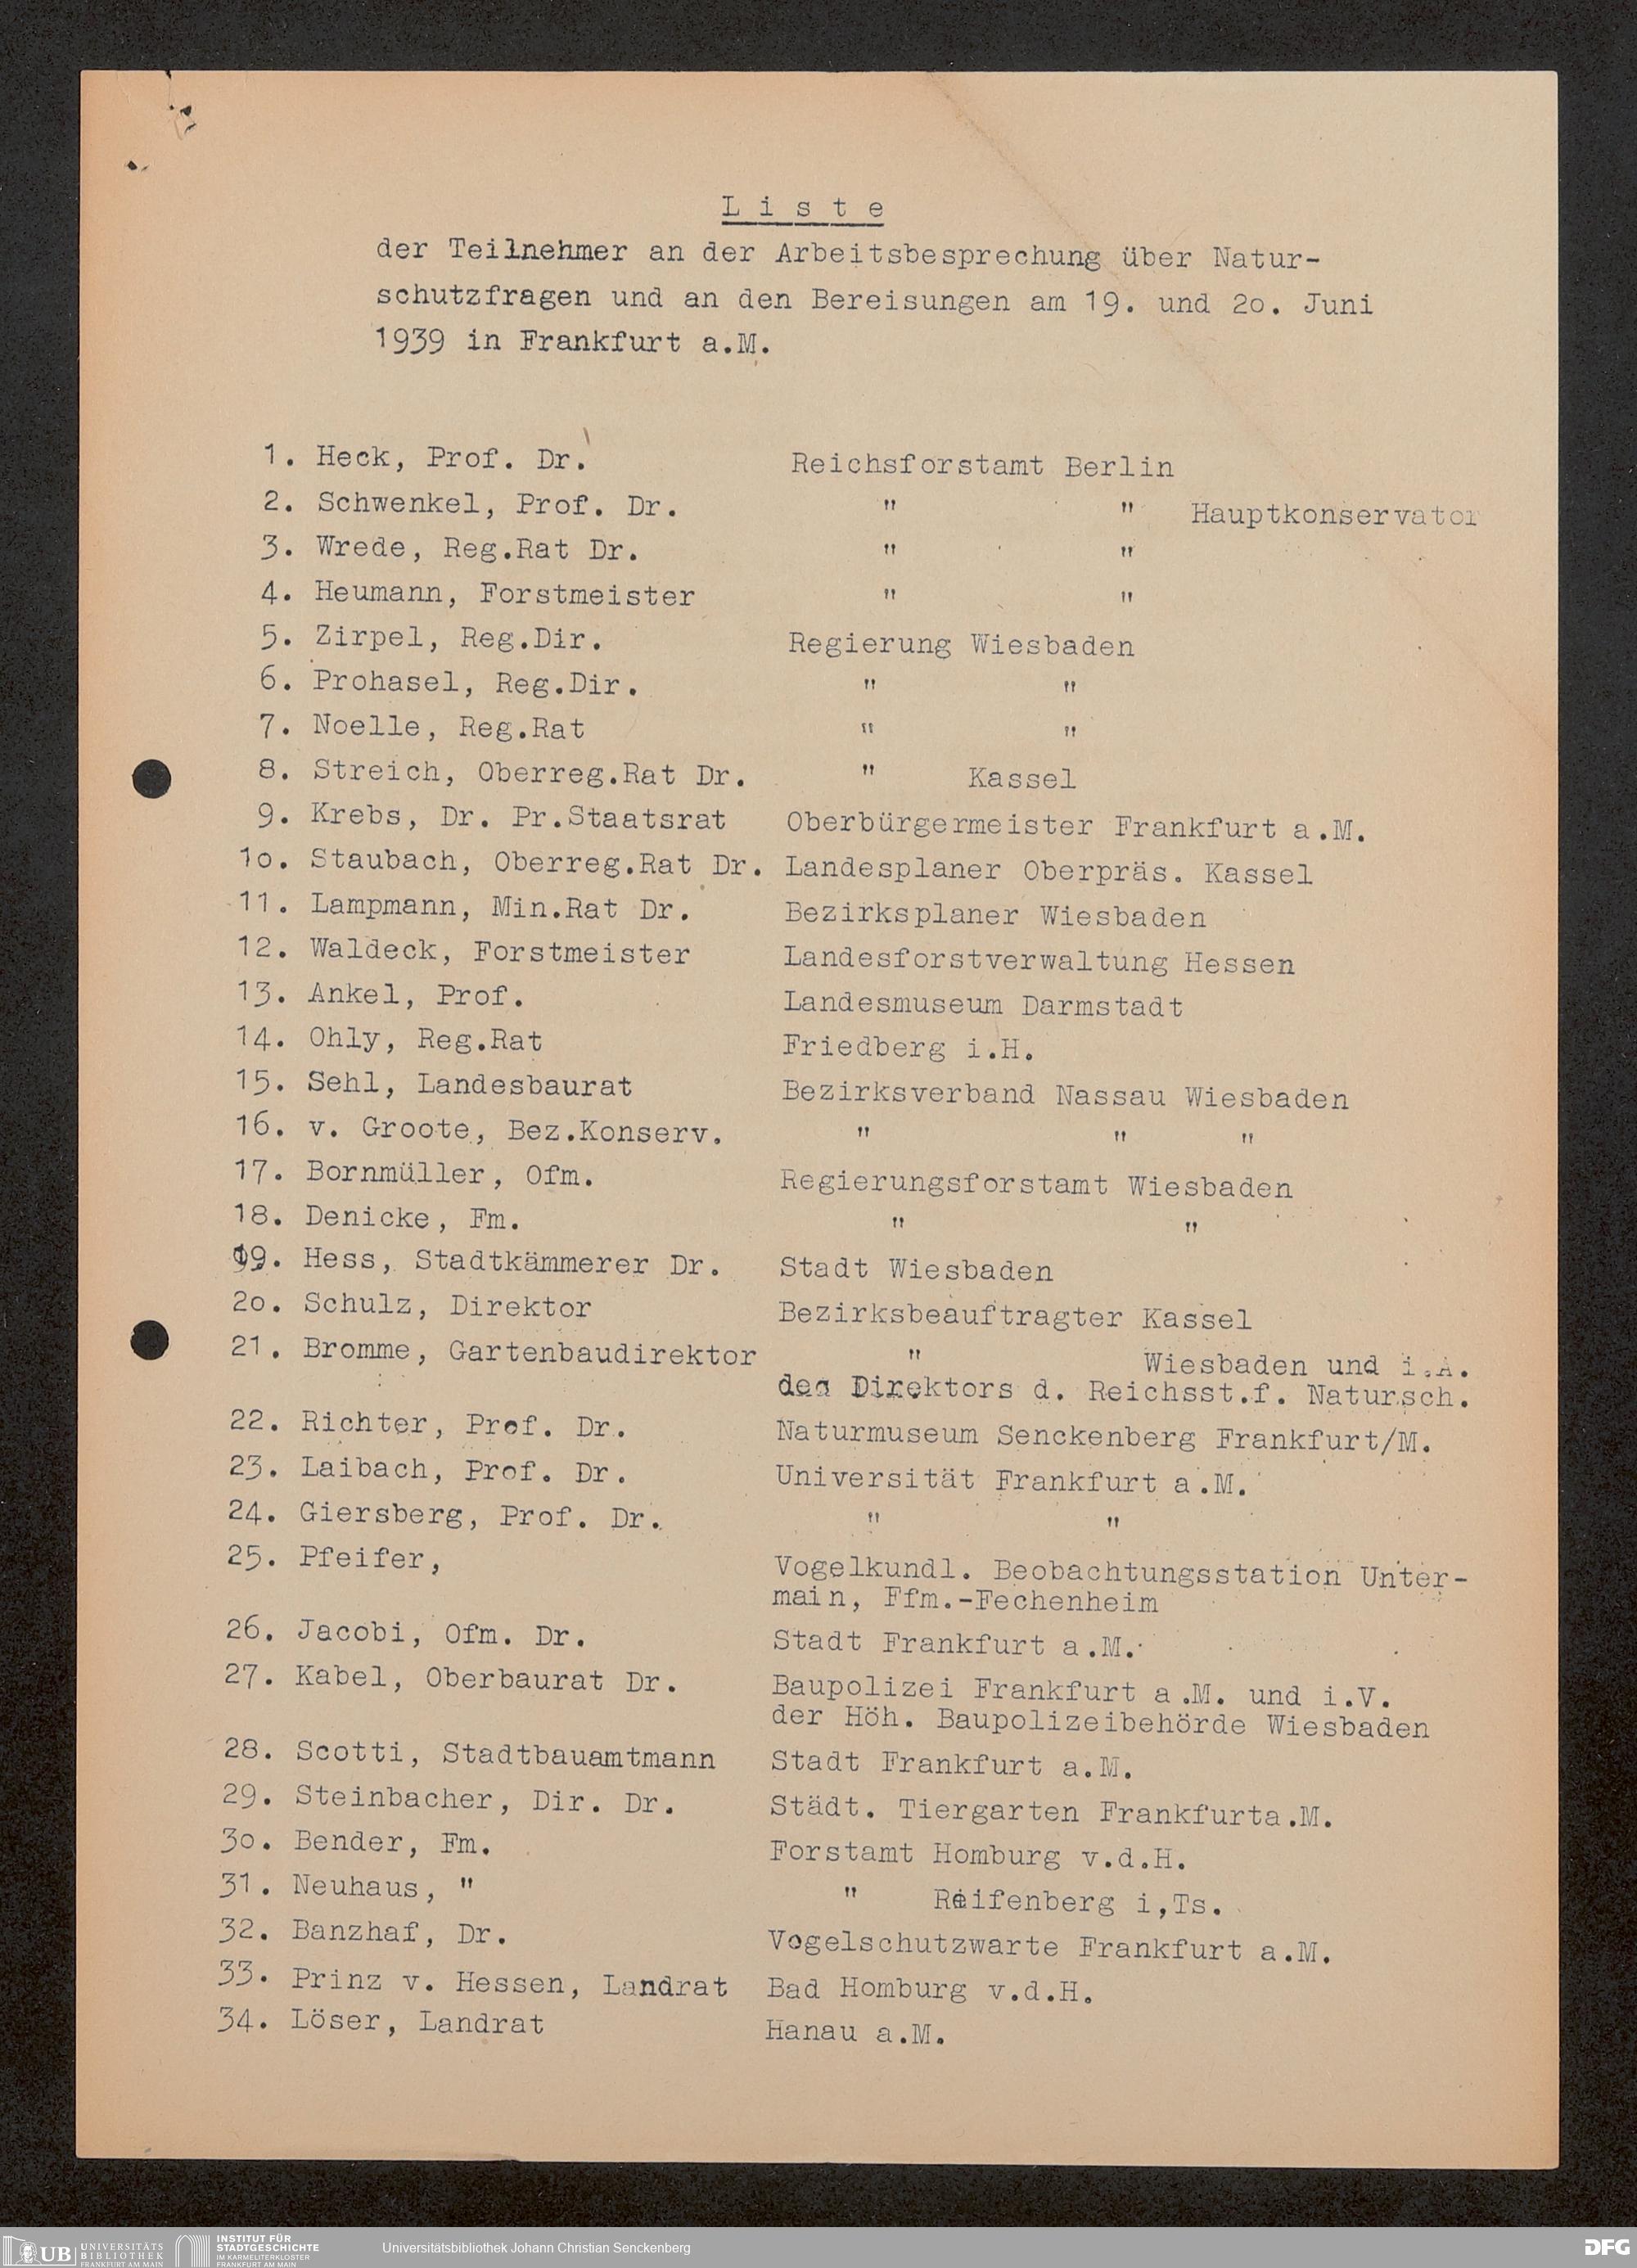 Liste
der Teilnehmer an der Arbeitsbesprechung über Natur-
schutzfragen und an den Bereisungen am 19. und 2o. Juni
1939 in Frankfurt a.M.
1. Heck, Prof. Dr. Reichsforstamt Berlin
2. Schwenkel, Prof. Dr. " " Hauptkonservator
3. Wrede, Reg.Rat Dr. " "
4. Heumann, Forstmeister " "
5. Zirpel, Reg.Dir. Regierung Wiesbaden
6. Prohasel, Reg.Dir. " "
7. Noelle, Reg.Rat " "
8. Streich, Oberreg.Rat Dr. " Kassel
9. Krebs, Dr. Pr.Staatsrat Oberbürgermeister Frankfurt a.M.
1o. Staubach, Oberreg.Rat Dr. Landesplaner Oberpräs. Kassel
11. Lampmann, Min.Rat Dr. Bezirksplaner Wiesbaden
12. Waldeck, Forstmeister Landesforstverwaltung Hessen
13. Ankel, Prof. Landesmuseum Darmstadt
14. Ohly, Reg.Rat Friedberg i.H.
15. Sehl, Landesbaurat Bezirksverband Nassau Wiesbaden
16. v. Groote, Bez.Konserv. " " "
17. Bornmüller, Ofm. Regierungsforstamt Wiesbaden
18. Denicke, Fm. " "
19. Hess, Stadtkämmerer Dr. Stadt Wiesbaden
2o. Schulz, Direktor Bezirksbeauftragter Kassel
21. Bromme, Gartenbaudirektor " Wiesbaden und i.A.
des Direktors d. Reichsst.f. Natursch.
22. Richter, Prof. Dr. Naturmuseum Senckenberg Frankfurt/M.
23. Laibach, Prof. Dr. Universität Frankfurt a.M.
24. Giersberg, Prof. Dr. " "
25. Pfeifer, Vogelkundl. Beobachtungsstation Unter-
main, Ffm.-Fechenheim
26. Jacobi, Ofm. Dr. Stadt Frankfurt a.M.
27. Kabel, Oberbaurat Dr. Baupolizei Frankfurt a.M. und i.V.
der Höh. Baupolizeibehörde Wiesbaden
28. Scotti, Stadtbauamtmann Stadt Frankfurt a.M.
29. Steinbacher, Dir. Dr. Städt. Tiergarten Frankfurta.M.
3o. Bender, Fm. Forstamt Homburg v.d.H.
31. Neuhaus, " " Reifenberg i,Ts.
32. Banzhaf, Dr. Vogelschutzwarte Frankfurt a.M.
33. Prinz v. Hessen, Landrat Bad Homburg v.d.H.
34. Löser, Landrat Hanau a.M.
UB UNIVERSITÄTS
BIBLIOTHEK
FRANKFURT AM MAIN
INSTITUT FÜR
STADTGESCHICHTE
IM KARMELITERKLOSTER
FRANKFURT AM MAIN
Universitätsbibliothek Johann Christian Senckenberg
DFG